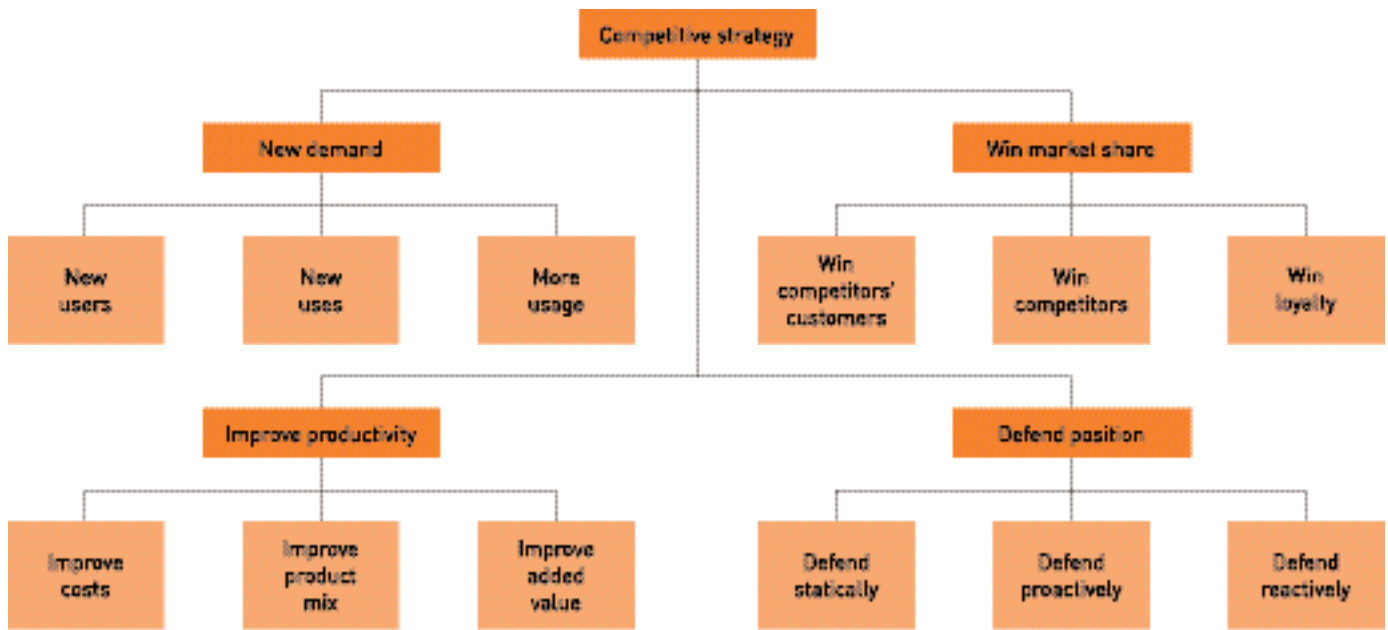 Competitive strategy
New demand
Win market share
New
users
New
uses
More
usage
Win
competitors'
customers
Win
competitors
Win
loyally
Improve productivity
Defend position
Improve
costs
Improve
product
mix
Improve
added
value
Defend
statically
Defend
proactively
Defend
reactively